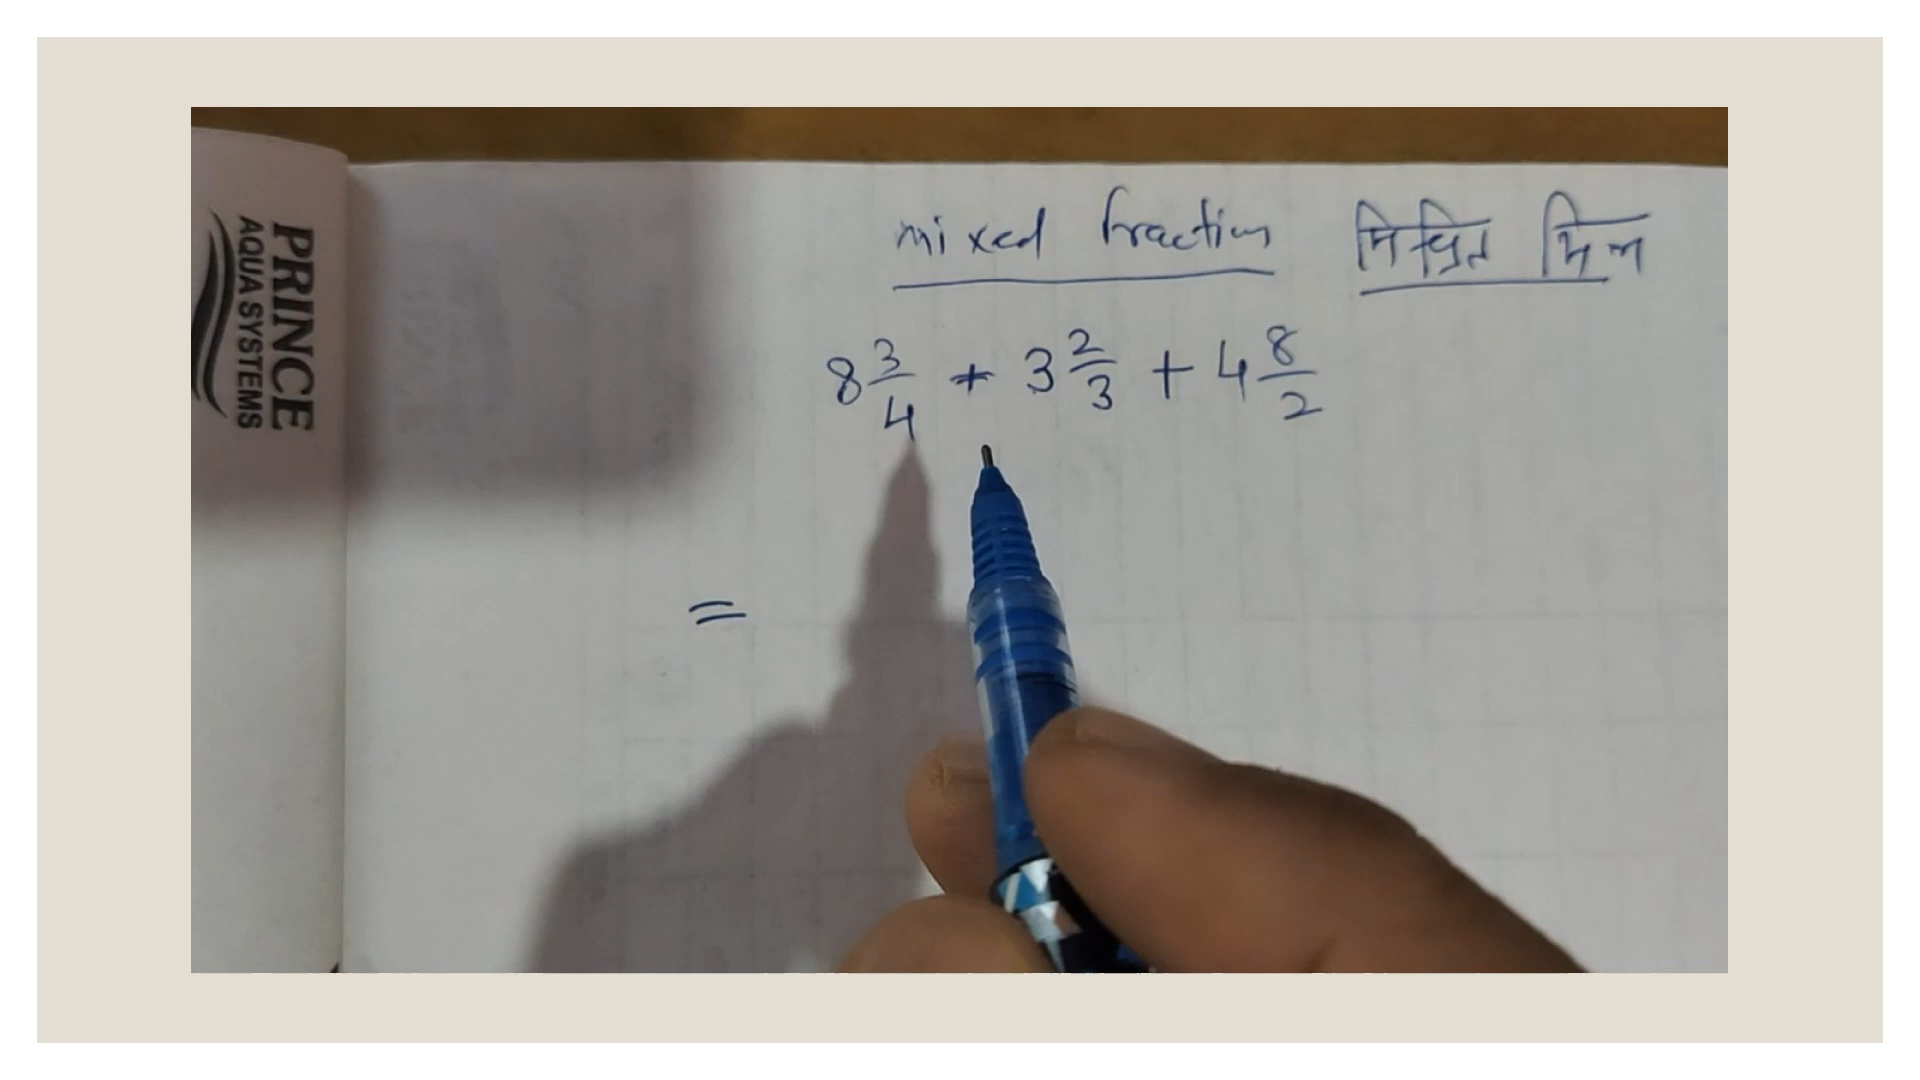 PRINCE
AQUA SYSTEMS
mixed fraction मिश्रित भिन्न
8 3/4 + 3 2/3 + 4 8/2
=